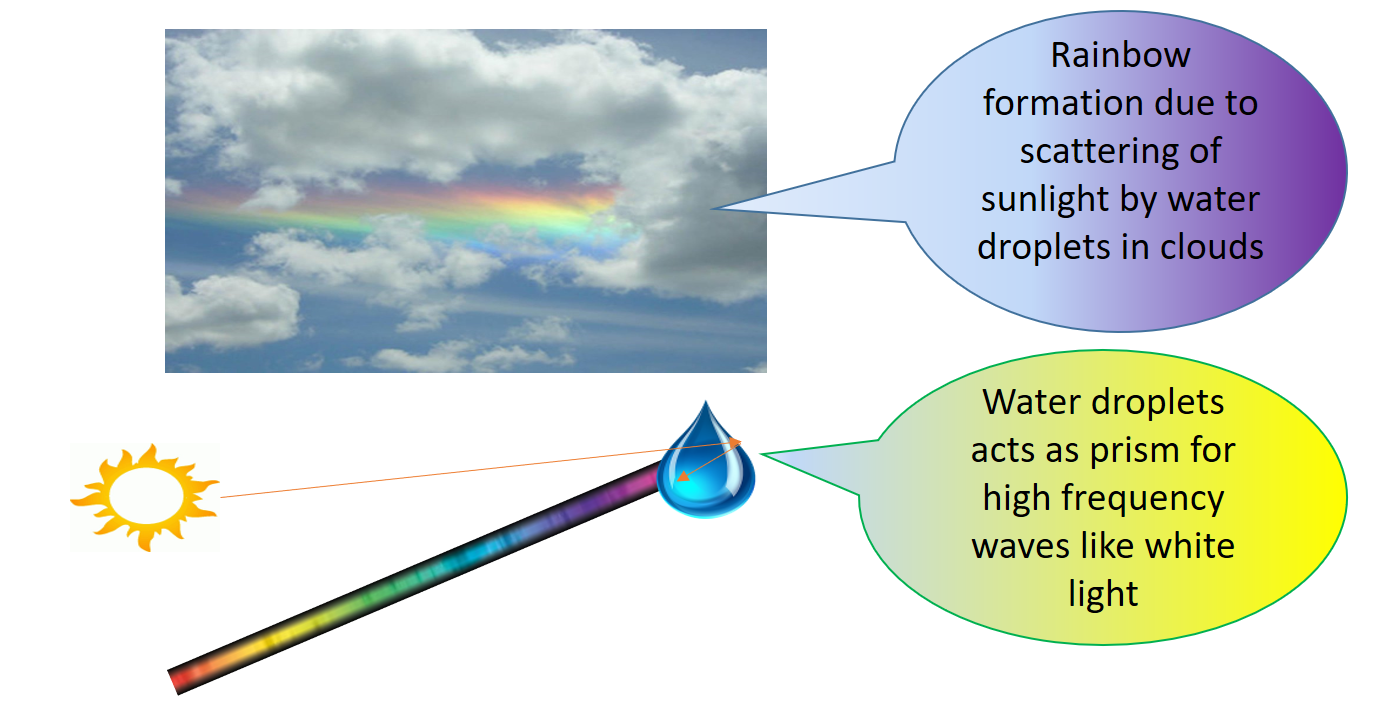 Rainbow
formation due to
scattering of
sunlight by water
droplets in clouds
Water droplets
acts as prism for
high frequency
waves like white
light